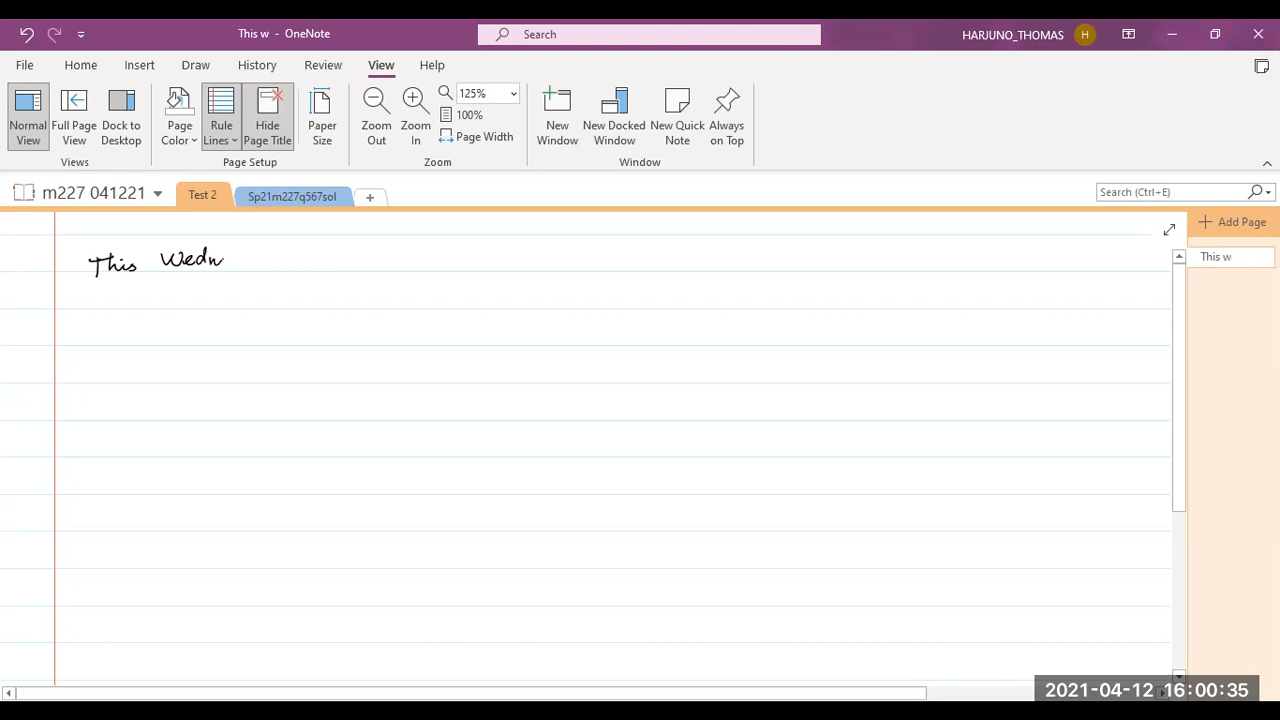 This w - OneNote
Search
HARJUNO_THOMAS
H
File Home Insert Draw History Review View Help
Normal View
Full Page View
Dock to Desktop
Views
Page Color
Rule Lines
Hide Page Title
Paper Size
Page Setup
Zoom Out
Zoom In
125%
100%
Page Width
Zoom
New Window
New Docked Window
New Quick Note
Always on Top
Window
m227 041221
Test 2
Sp21m227q567sol
Search (Ctrl+E)
Add Page
This w
This Wedn
2021-04-12 16:00:35